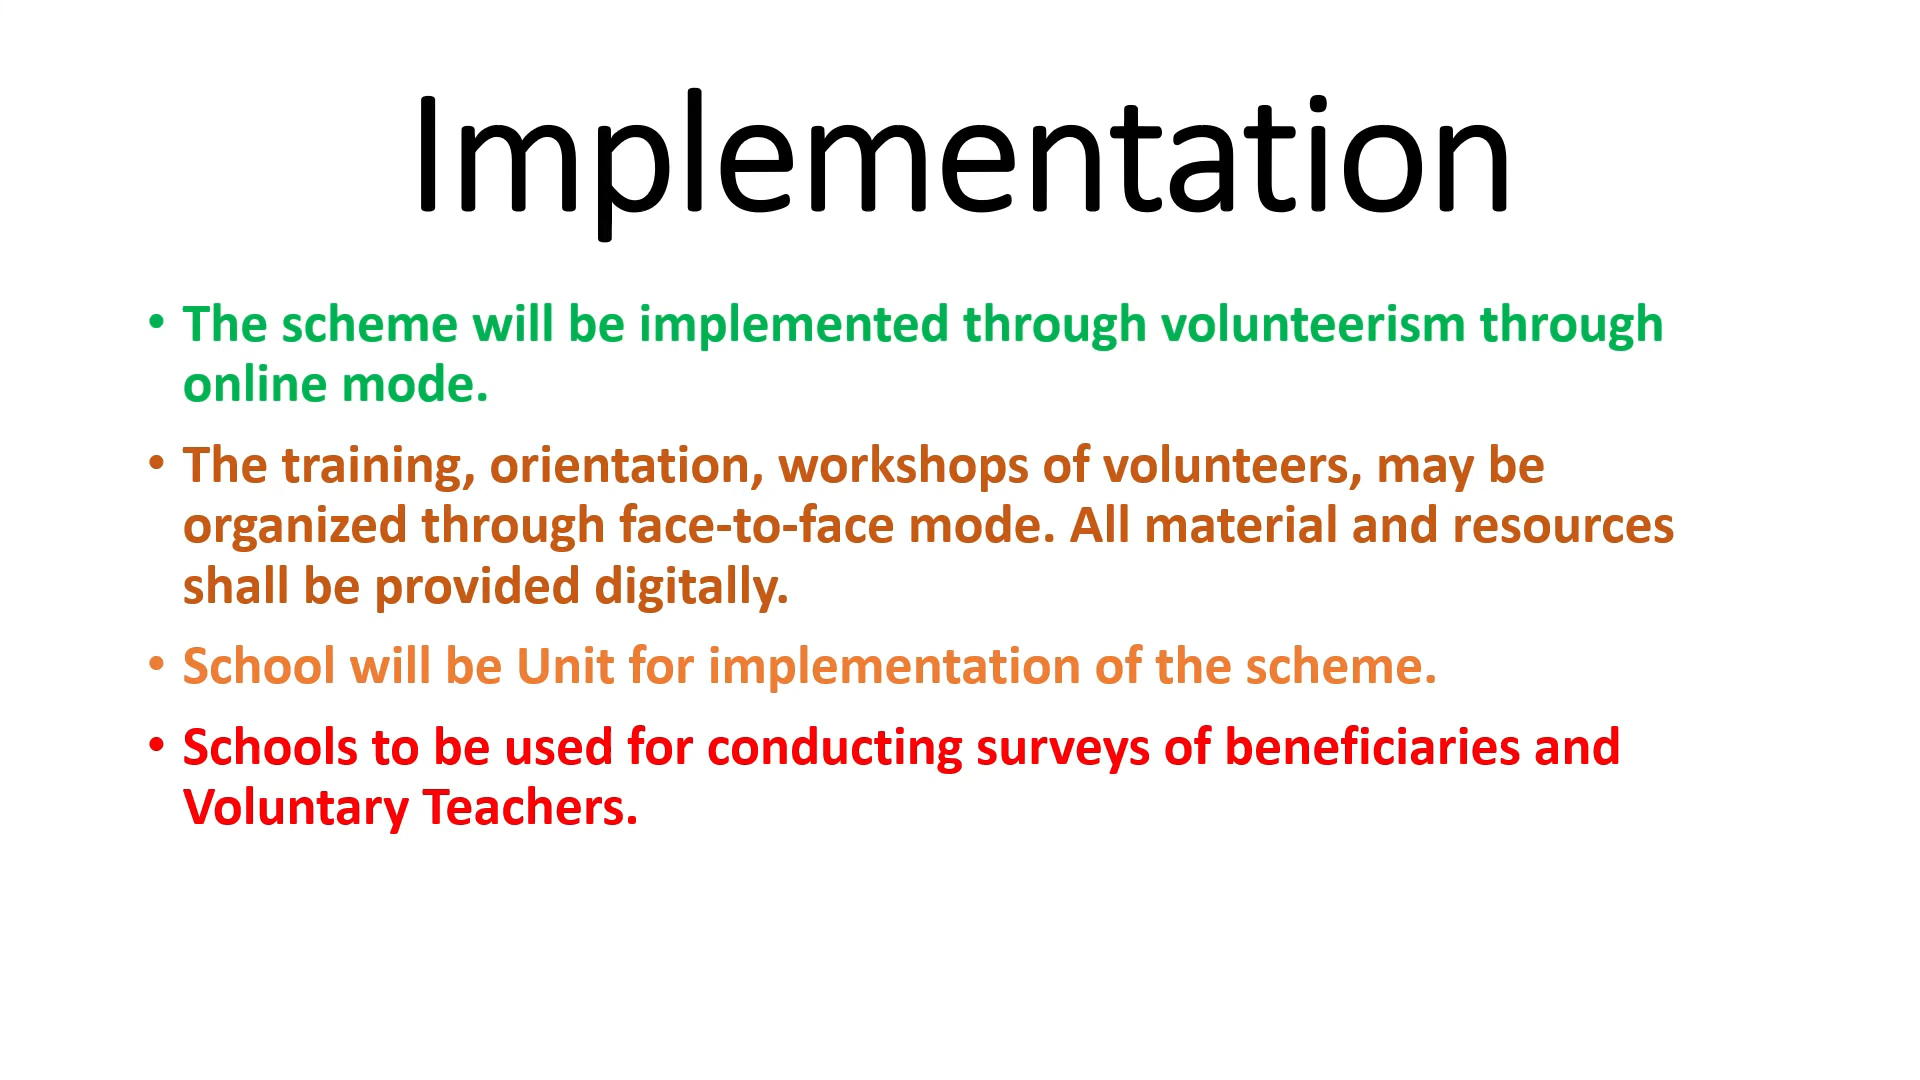 Implementation
• The scheme will be implemented through volunteerism through
online mode.
• The training, orientation, workshops of volunteers, may be
organized through face-to-face mode. All material and resources
shall be provided digitally.
• School will be Unit for implementation of the scheme.
• Schools to be used for conducting surveys of beneficiaries and
Voluntary Teachers.